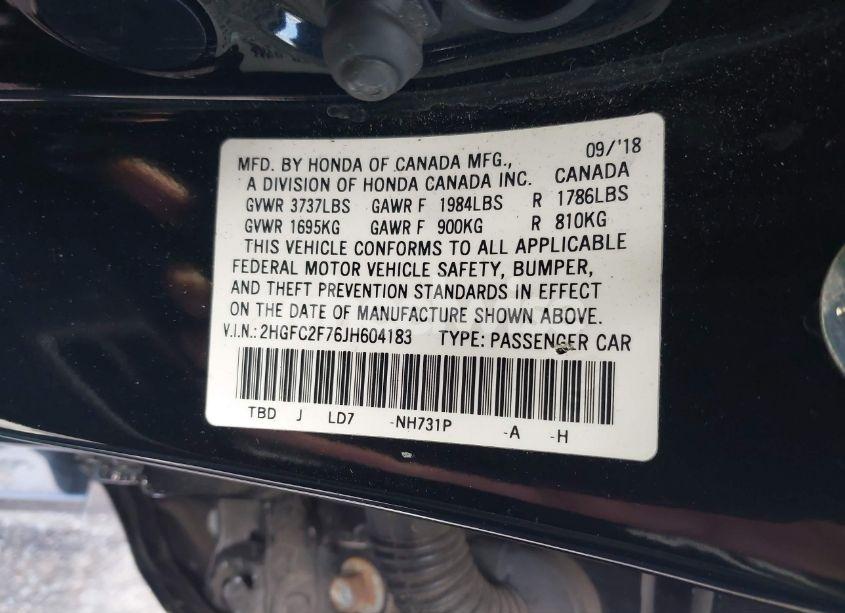 MFD. BY HONDA OF CANADA MFG., 09/'18
A DIVISION OF HONDA CANADA INC. CANADA
GVWR 3737LBS GAWR F 1984LBS R 1786LBS
GVWR 1695KG GAWR F 900KG R 810KG
THIS VEHICLE CONFORMS TO ALL APPLICABLE
FEDERAL MOTOR VEHICLE SAFETY, BUMPER,
AND THEFT PREVENTION STANDARDS IN EFFECT
ON THE DATE OF MANUFACTURE SHOWN ABOVE.
V.I.N.: 2HGFC2F76JH604183 TYPE: PASSENGER CAR
TBD J LD7 -NH731P -A -H